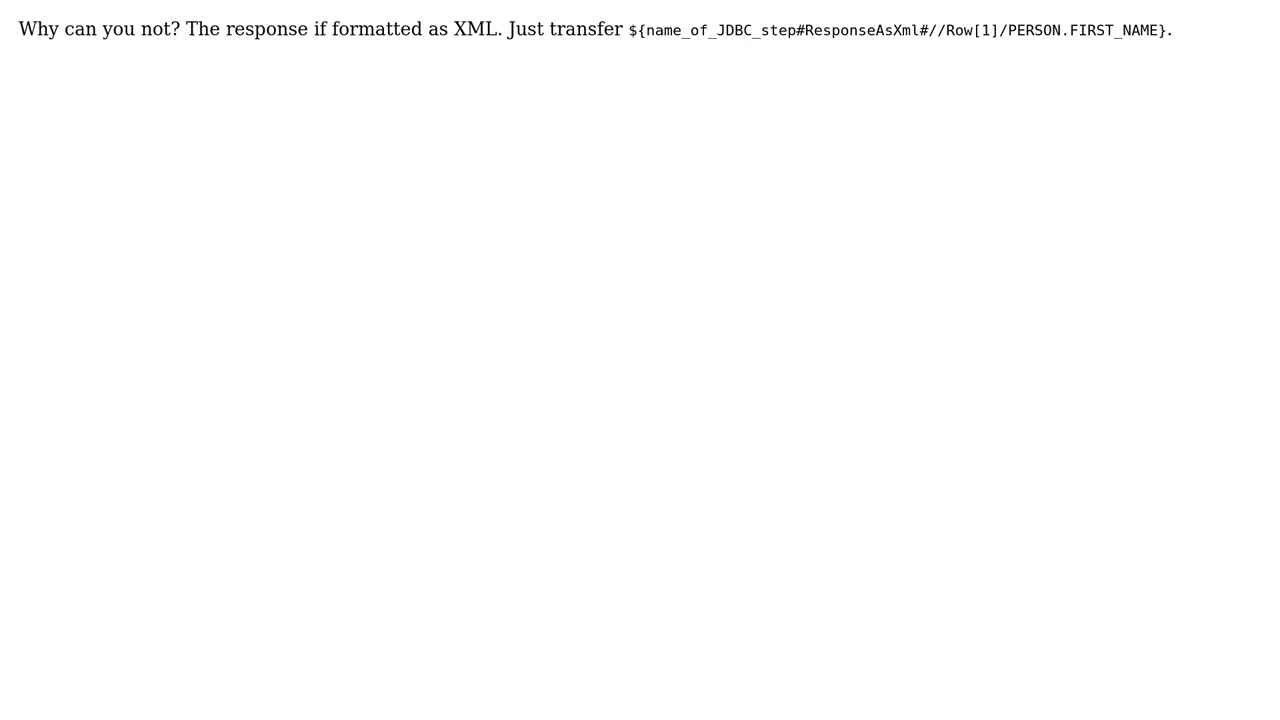 Why can you not? The response if formatted as XML. Just transfer ${name_of_JDBC_step#ResponseAsXml#//Row[1]/PERSON.FIRST_NAME}.